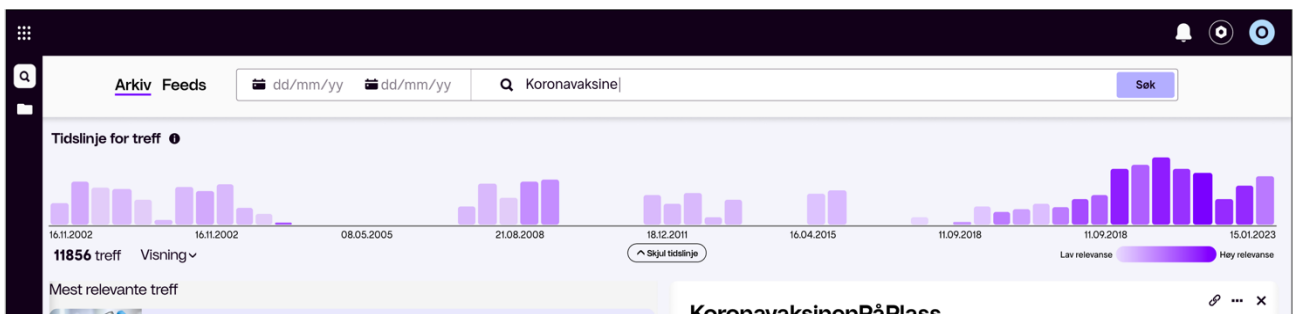 O
Arkiv Feeds dd/mm/yy dd/mm/yy Koronavaksine Søk
Tidslinje for treff
16.11.2002 16.11.2002 08.05.2005 21.08.2008 18.12.2011 16.04.2015 11.09.2018 11.09.2018 15.01.2023
11856 treff Visning Skjul tidslinje Lav relevanse Høy relevanse
Mest relevante treff
KoronavaksinenPåPlass